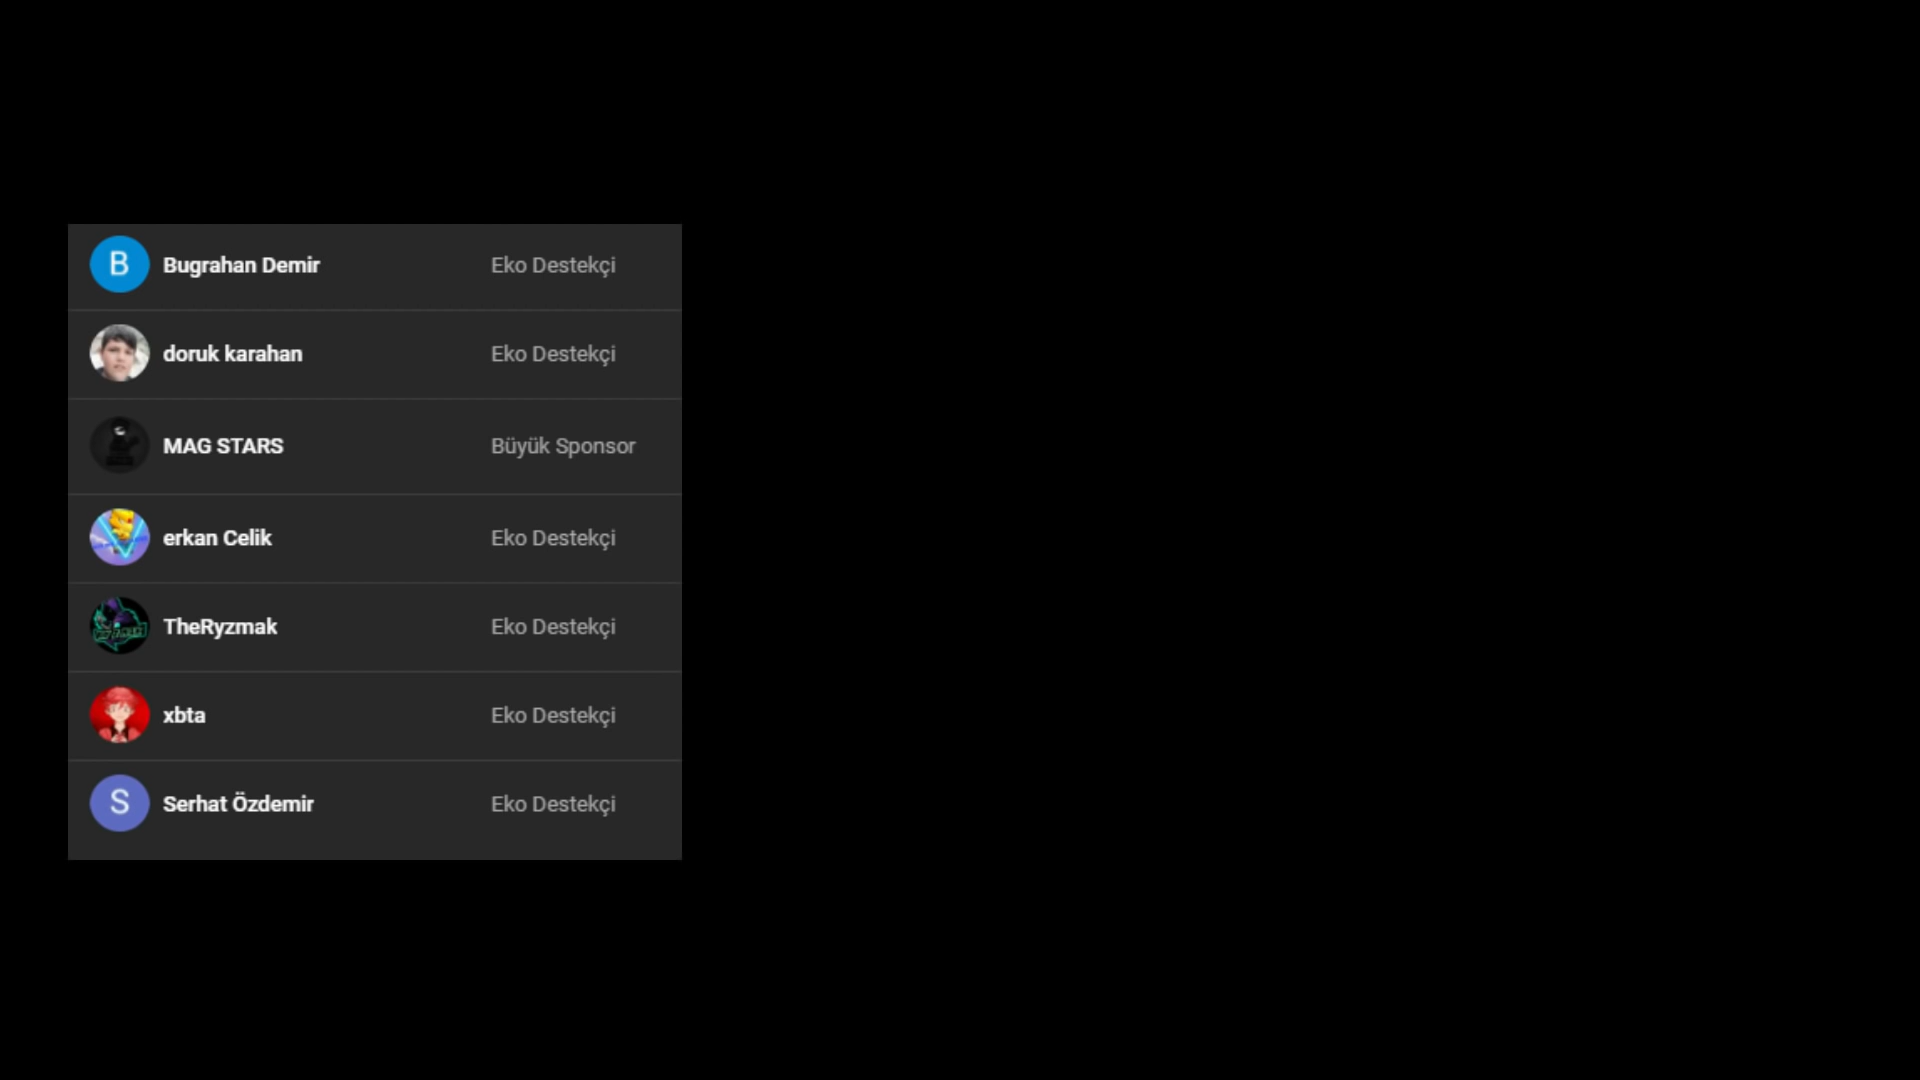 B Bugrahan Demir Eko Destekçi
doruk karahan Eko Destekçi
MAG STARS Büyük Sponsor
erkan Celik Eko Destekçi
TheRyzmak Eko Destekçi
xbta Eko Destekçi
S Serhat Özdemir Eko Destekçi